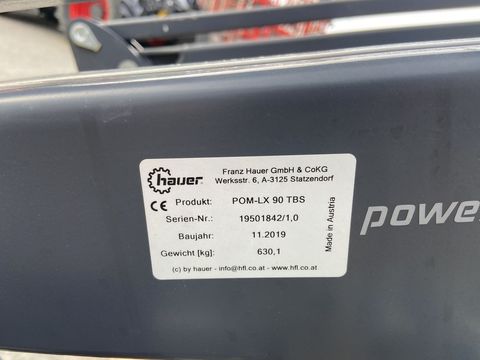 hauer
Franz Hauer GmbH & CoKG
Werksstr. 6, A-3125 Statzendorf
CE Produkt: POM-LX 90 TBS
Serien-Nr.: 19501842/1,0
Baujahr: 11.2019
Gewicht [kg]: 630,1
(c) by hauer - info@hfl.co.at - www.hfl.co.at
Made in Austria
power